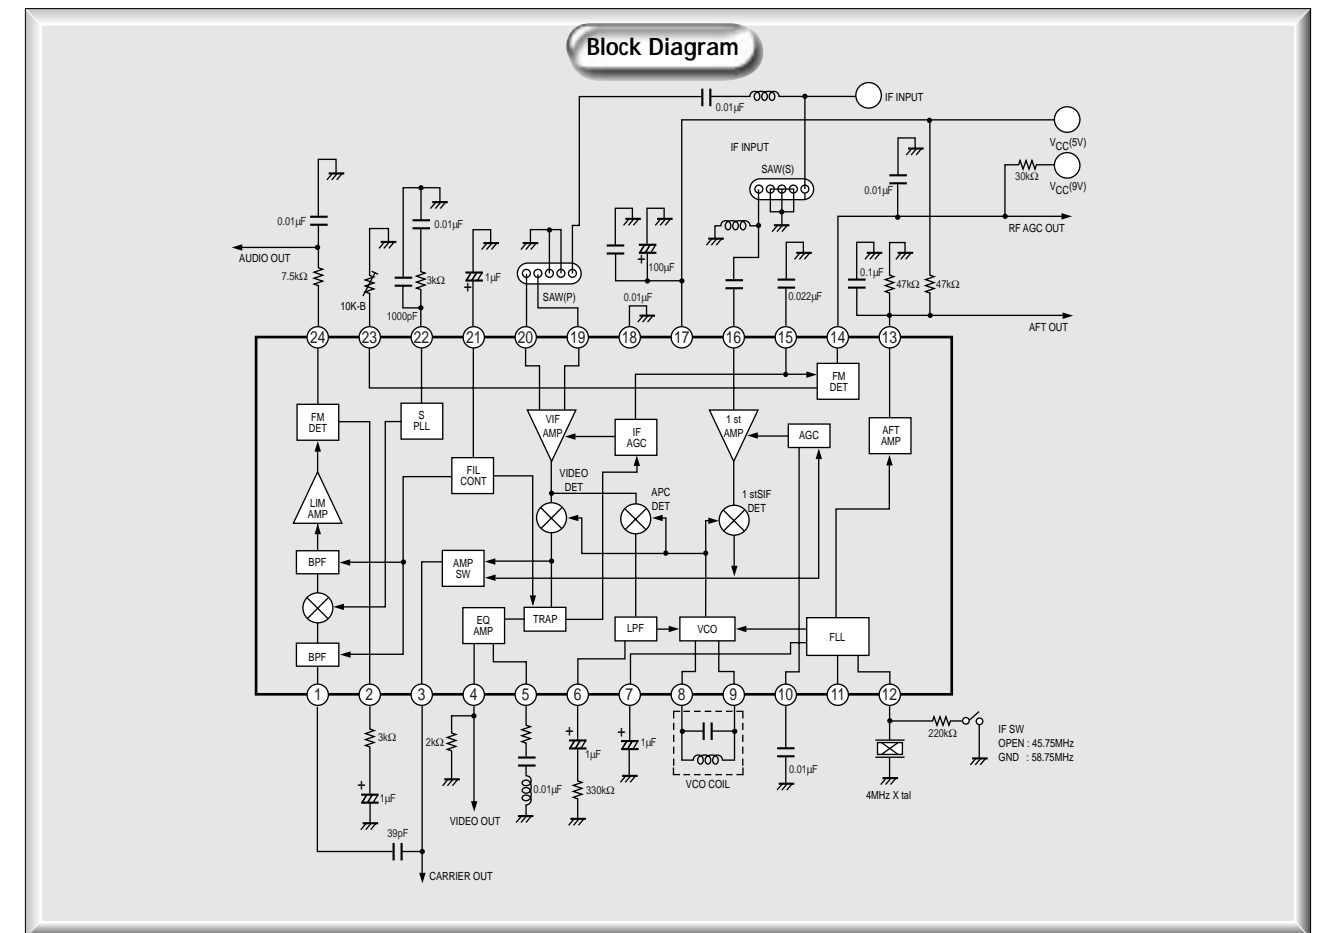 Block Diagram
IF INPUT
0.01µF
VCC(5V)
IF INPUT
SAW(S)
30kΩ
VCC(9V)
0.01µF
0.01µF
0.01µF
RF AGC OUT
AUDIO OUT
7.5kΩ
3kΩ
1µF
100µF
0.1µF
47kΩ
47kΩ
10K-B
1000pF
SAW(P)
0.01µF
0.022µF
AFT OUT
24
23
22
21
20
19
18
17
16
15
14
13
FM
DET
FM
DET
S
PLL
VIF
AMP
IF
AGC
1 st
AMP
AGC
AFT
AMP
FIL
CONT
VIDEO
DET
APC
DET
1 stSIF
DET
LIM
AMP
BPF
AMP
SW
EQ
AMP
TRAP
LPF
VCO
FLL
BPF
1
2
3
4
5
6
7
8
9
10
11
12
3kΩ
2kΩ
1µF
1µF
220kΩ
IF SW
OPEN : 45.75MHz
GND : 58.75MHz
0.01µF
VCO COIL
0.01µF
330kΩ
4MHz X tal
1µF
VIDEO OUT
39pF
CARRIER OUT